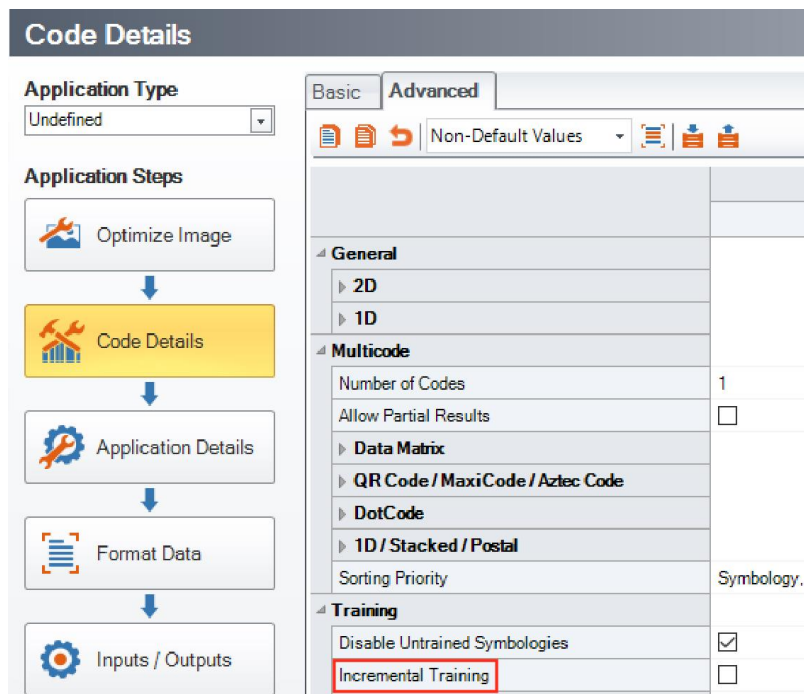 Code Details
Application Type
Undefined
Application Steps
Optimize Image
Code Details
Application Details
Format Data
Inputs / Outputs
Basic
Advanced
Non-Default Values
General
2D
1D
Multicode
Number of Codes 1
Allow Partial Results
Data Matrix
QR Code / MaxiCode / Aztec Code
DotCode
1D / Stacked / Postal
Sorting Priority Symbology,
Training
Disable Untrained Symbologies
Incremental Training